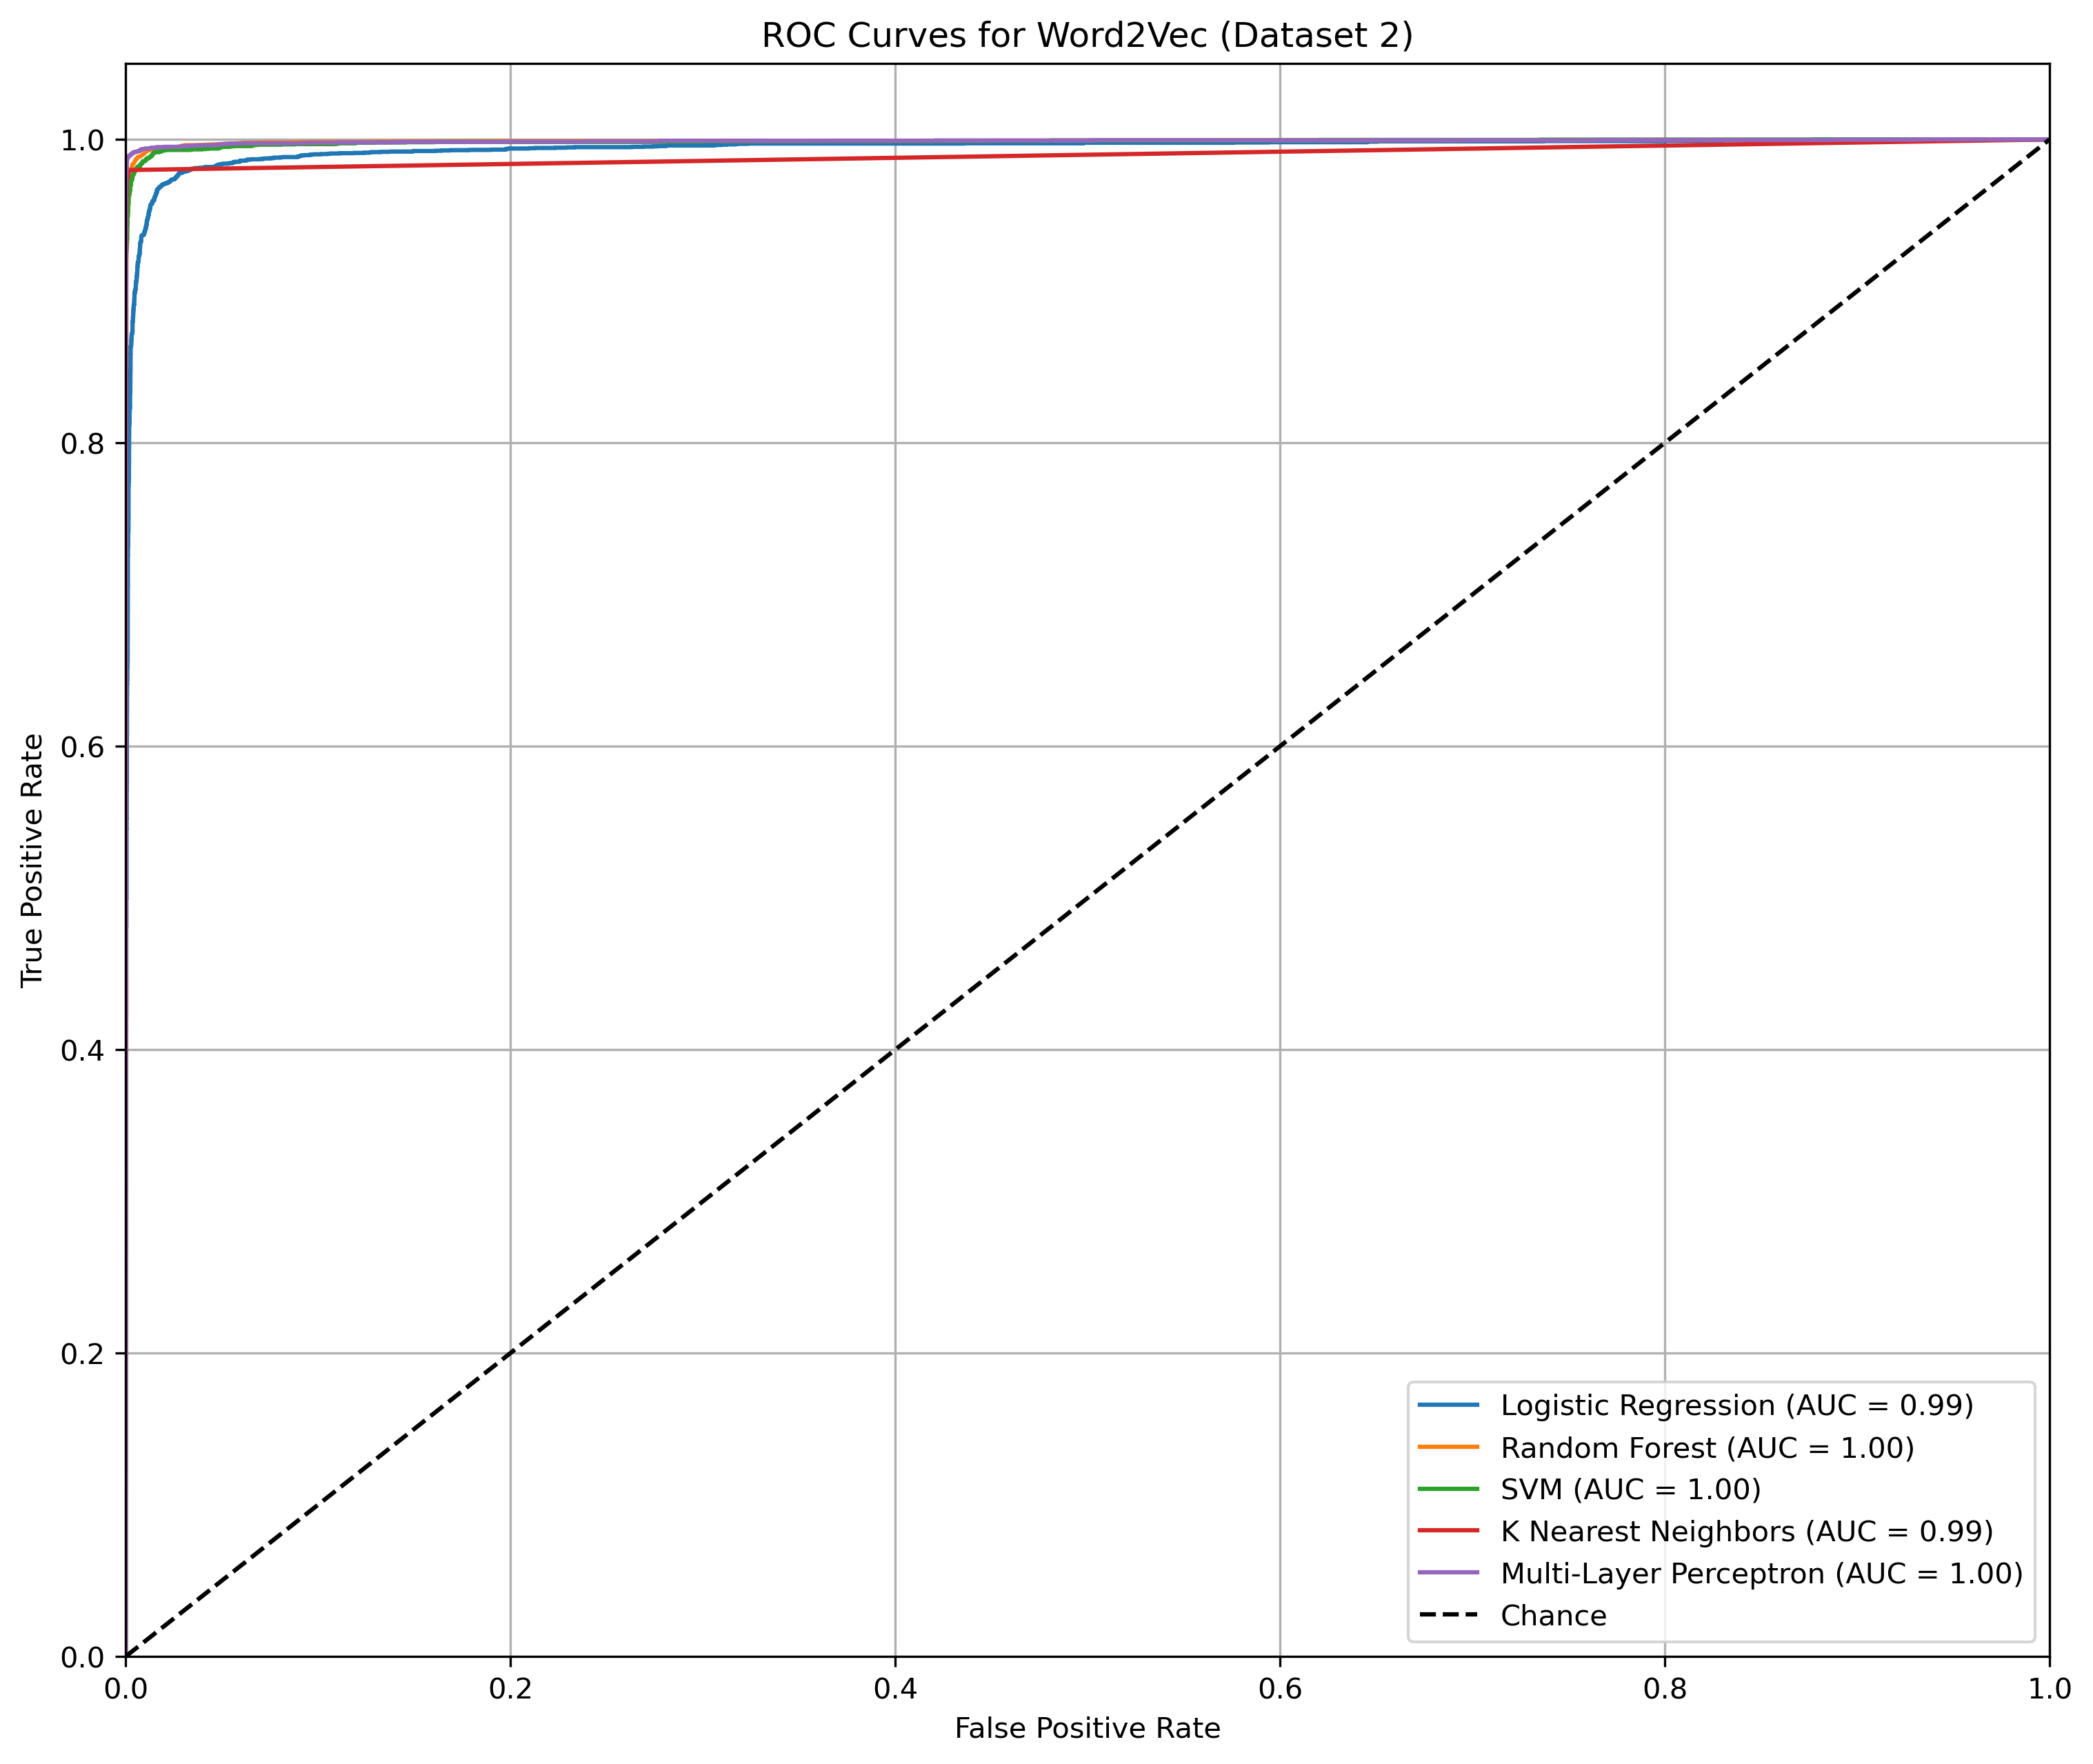 ROC Curves for Word2Vec (Dataset 2)
1.0
0.8
0.6
0.4
0.2
0.0
True Positive Rate
0.0 0.2 0.4 0.6 0.8 1.0
False Positive Rate
Logistic Regression (AUC = 0.99)
Random Forest (AUC = 1.00)
SVM (AUC = 1.00)
K Nearest Neighbors (AUC = 0.99)
Multi-Layer Perceptron (AUC = 1.00)
Chance